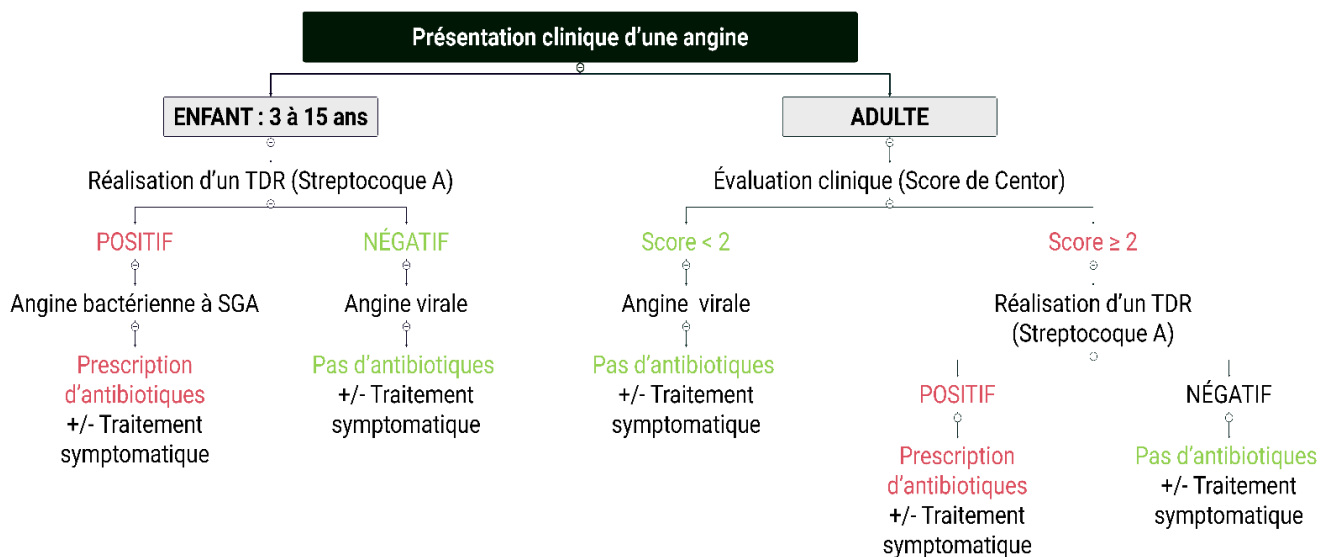 Présentation clinique d'une angine
ENFANT : 3 à 15 ans
ADULTE
Réalisation d'un TDR (Streptocoque A)
Évaluation clinique (Score de Centor)
POSITIF
NÉGATIF
Score < 2
Score ≥ 2
Angine bactérienne à SGA
Angine virale
Angine virale
Réalisation d'un TDR
(Streptocoque A)
Prescription
d'antibiotiques
+/- Traitement
symptomatique
Pas d'antibiotiques
+/- Traitement
symptomatique
Pas d'antibiotiques
+/- Traitement
symptomatique
POSITIF
NÉGATIF
Prescription
d'antibiotiques
+/- Traitement
symptomatique
Pas d'antibiotiques
+/- Traitement
symptomatique